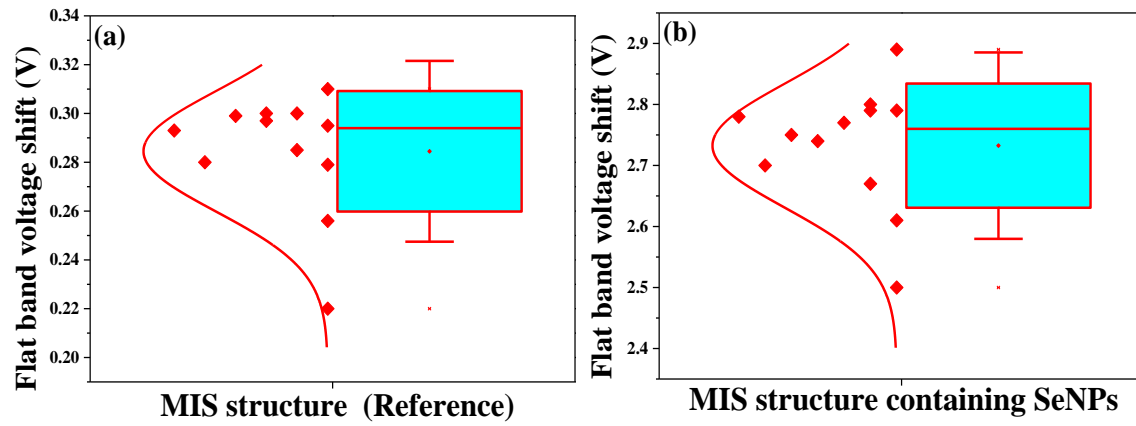 (a)
Flat band voltage shift (V)
0.34
0.32
0.30
0.28
0.26
0.24
0.22
0.20
MIS structure (Reference)
(b)
Flat band voltage shift (V)
2.9
2.8
2.7
2.6
2.5
2.4
MIS structure containing SeNPs